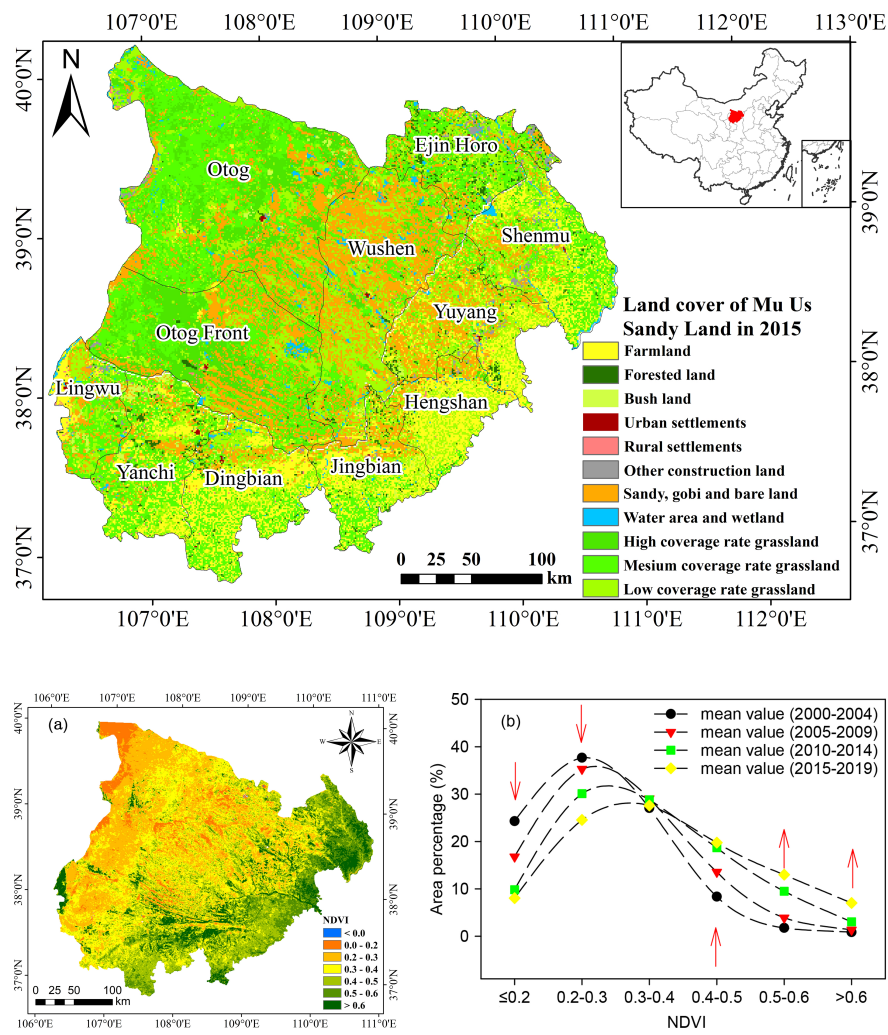 107°0'E 108°0'E 109°0'E 110°0'E 111°0'E 112°0'E 113°0'E
N
40°0'N
39°0'N
38°0'N
37°0'N
39°0'N
38°0'N
37°0'N
Otog
Ejin Horo
Wushen
Shenmu
Yuyang
Otog Front
Lingwu
Hengshan
Yanchi
Dingbian
Jingbian
Land cover of Mu Us
Sandy Land in 2015
Farmland
Forested land
Bush land
Urban settlements
Rural settlements
Other construction land
Sandy, gobi and bare land
Water area and wetland
High coverage rate grassland
Mesium coverage rate grassland
Low coverage rate grassland
0 25 50 100
km
107°0'E 108°0'E 109°0'E 110°0'E 111°0'E 112°0'E
106°0'E 107°0'E 108°0'E 109°0'E 110°0'E 111°0'E
(a)
N
W E
S
40°0'N
39°0'N
38°0'N
37°0'N
40°0'N
39°0'N
38°0'N
37°0'N
NDVI
< 0.0
0.0 - 0.2
0.2 - 0.3
0.3 - 0.4
0.4 - 0.5
0.5 - 0.6
> 0.6
0 25 50 100
km
106°0'E 107°0'E 108°0'E 109°0'E 110°0'E 111°0'E
(b)
mean value (2000-2004)
mean value (2005-2009)
mean value (2010-2014)
mean value (2015-2019)
Area percentage (%)
50
40
30
20
10
0
≤0.2 0.2-0.3 0.3-0.4 0.4-0.5 0.5-0.6 >0.6
NDVI